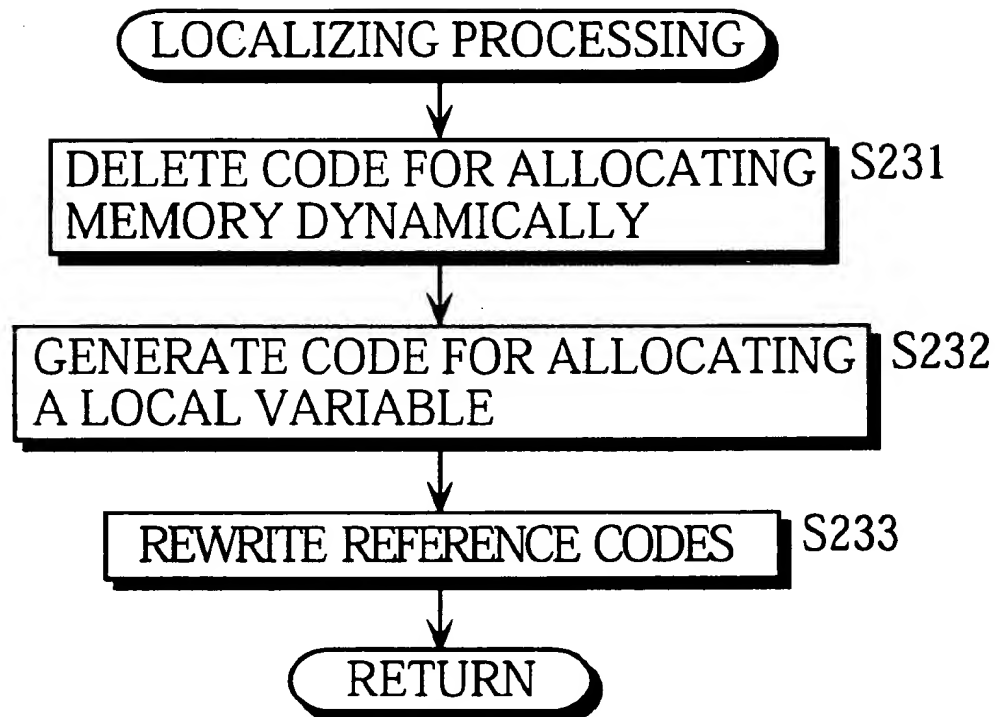 LOCALIZING PROCESSING
DELETE CODE FOR ALLOCATING
MEMORY DYNAMICALLY
S231
GENERATE CODE FOR ALLOCATING
A LOCAL VARIABLE
S232
REWRITE REFERENCE CODES
S233
RETURN